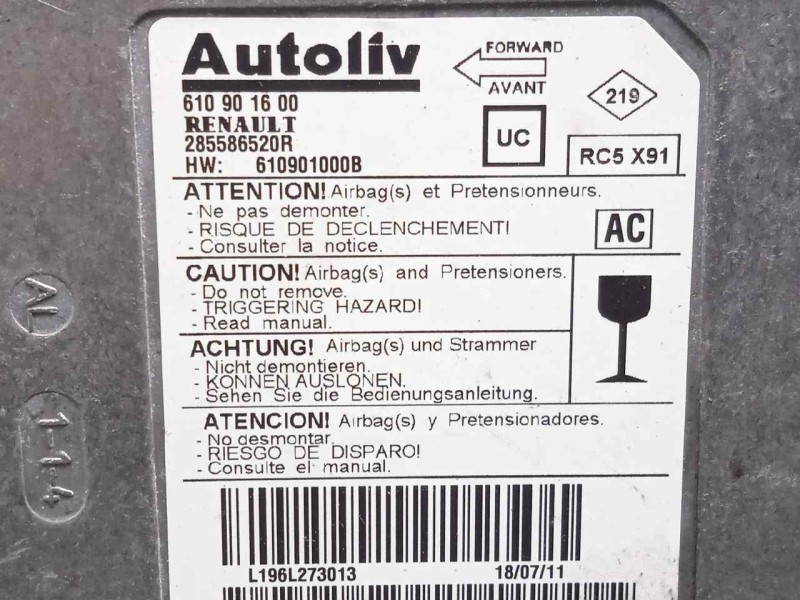 Autoliv
FORWARD
AVANT
219
610 90 16 00
RENAULT
285586520R
HW: 610901000B
UC
RC5 X91
ATTENTION! Airbag(s) et Pretensionneurs.
- Ne pas demonter.
- RISQUE DE DECLENCHEMENT!
- Consulter la notice.
AC
CAUTION! Airbag(s) and Pretensioners.
- Do not remove.
- TRIGGERING HAZARD!
- Read manual.
ACHTUNG! Airbag(s) und Strammer
- Nicht demontieren.
- KONNEN AUSLONEN.
- Sehen Sie die Bedienungsanleitung.
ATENCION! Airbag(s) y Pretensionadores.
- No desmontar.
- RIESGO DE DISPARO!
- Consulte el manual.
L196L273013 18/07/11
AL
1-1-4